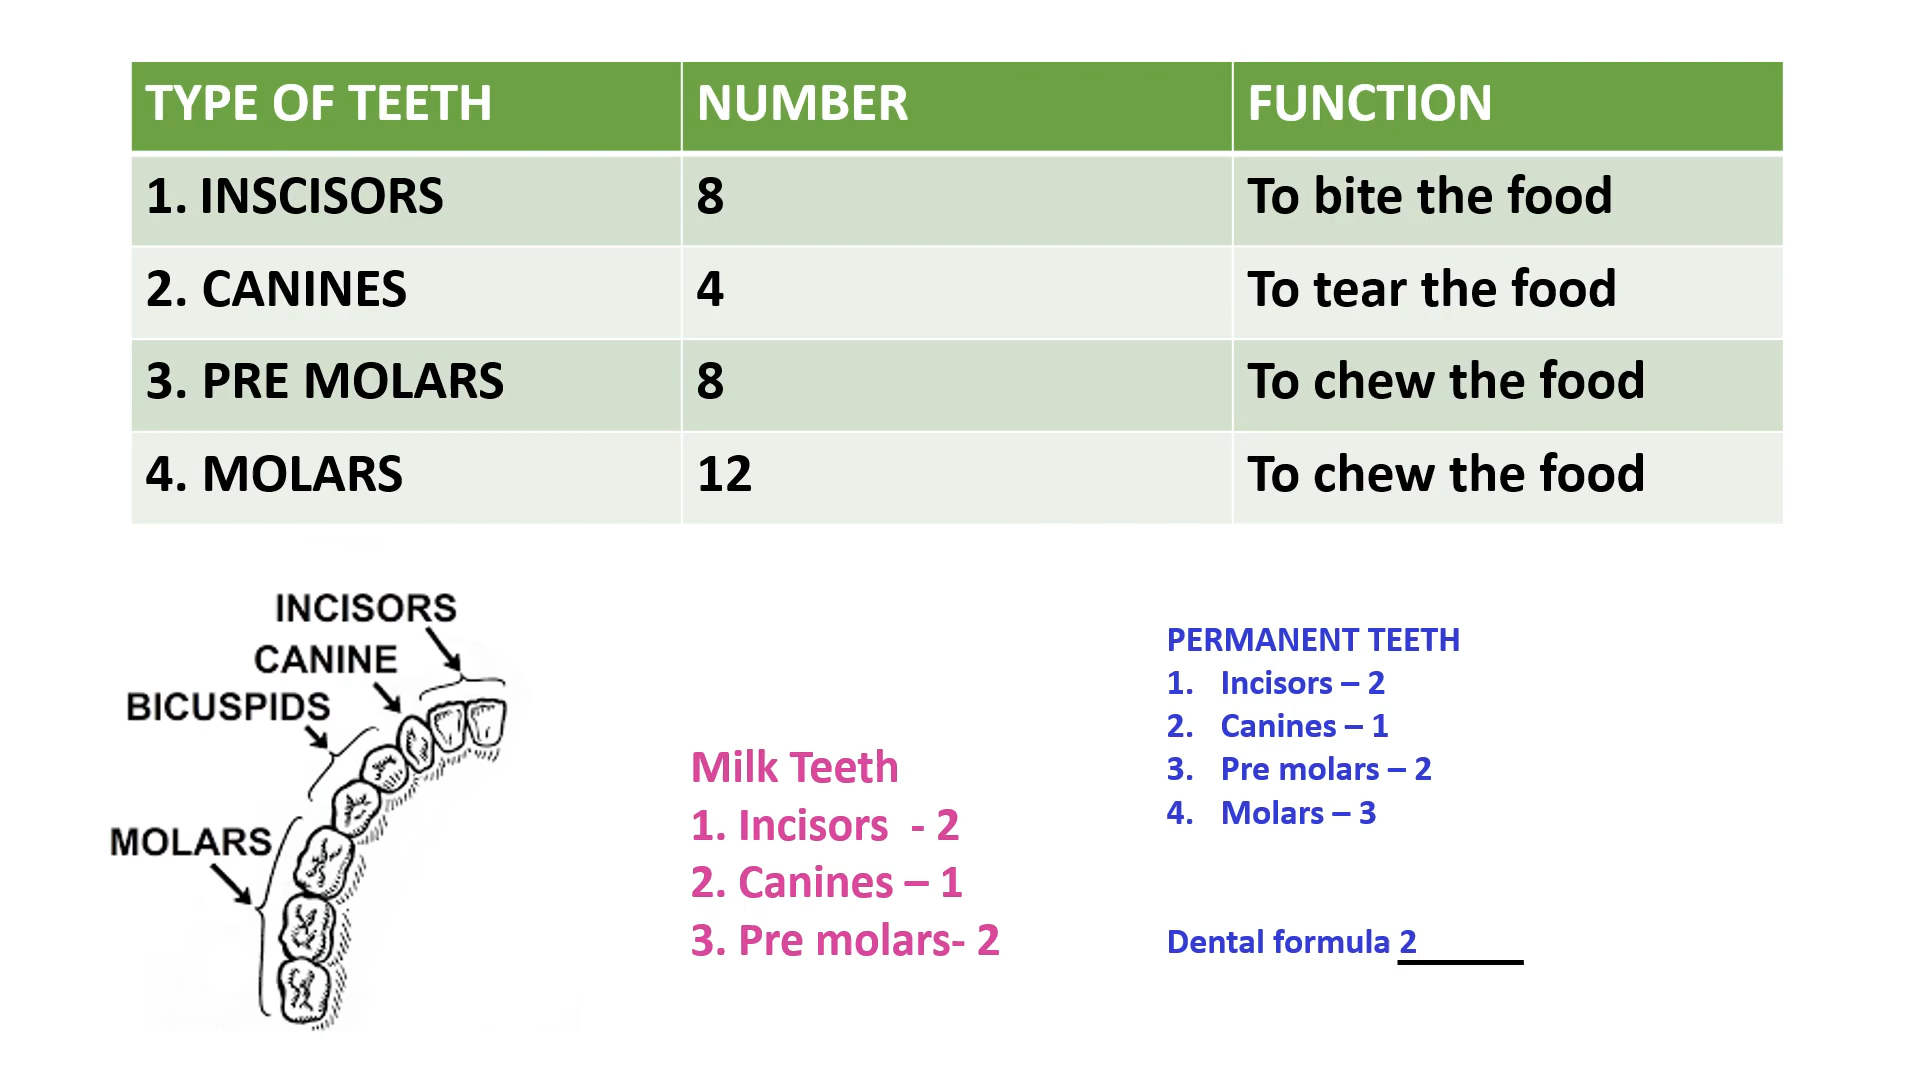 TYPE OF TEETH NUMBER FUNCTION
1. INSCISORS 8 To bite the food
2. CANINES 4 To tear the food
3. PRE MOLARS 8 To chew the food
4. MOLARS 12 To chew the food
INCISORS
CANINE
BICUSPIDS
MOLARS
Milk Teeth
1. Incisors - 2
2. Canines – 1
3. Pre molars- 2
PERMANENT TEETH
1. Incisors – 2
2. Canines – 1
3. Pre molars – 2
4. Molars – 3
Dental formula 2